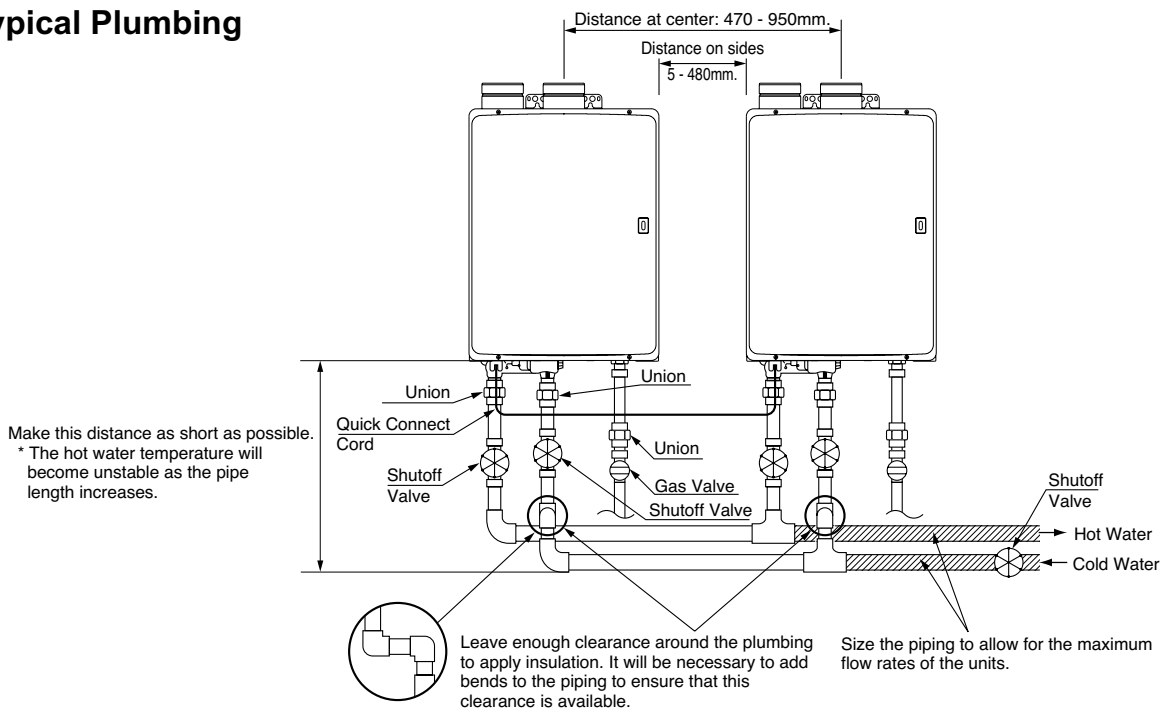 ypical Plumbing
Distance at center: 470 - 950mm.
Distance on sides
5 - 480mm.
Union
Union
Quick Connect
Cord
Make this distance as short as possible.
* The hot water temperature will
become unstable as the pipe
length increases.
Union
Shutoff
Valve
Gas Valve
Shutoff Valve
Shutoff
Valve
Hot Water
Cold Water
Leave enough clearance around the plumbing
to apply insulation. It will be necessary to add
bends to the piping to ensure that this
clearance is available.
Size the piping to allow for the maximum
flow rates of the units.